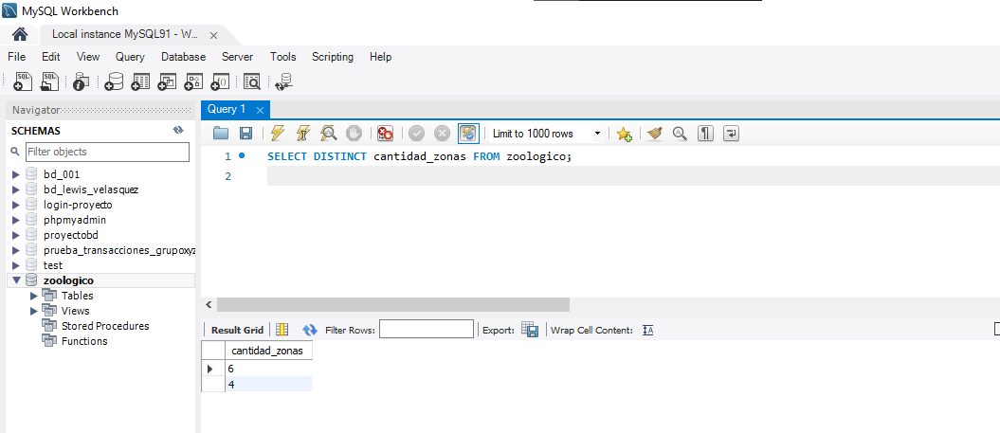 MySQL Workbench
Local instance MySQL91 - W... ×
File Edit View Query Database Server Tools Scripting Help
Navigator
SCHEMAS
Filter objects
bd_001
bd_lewis_velasquez
login-proyecto
phpmyadmin
proyectobd
prueba_transacciones_grupoxyz
test
zoologico
Tables
Views
Stored Procedures
Functions
Query 1 ×
Limit to 1000 rows
1 SELECT DISTINCT cantidad_zonas FROM zoologico;
2
Result Grid Filter Rows: Export: Wrap Cell Content:
cantidad_zonas
6
4